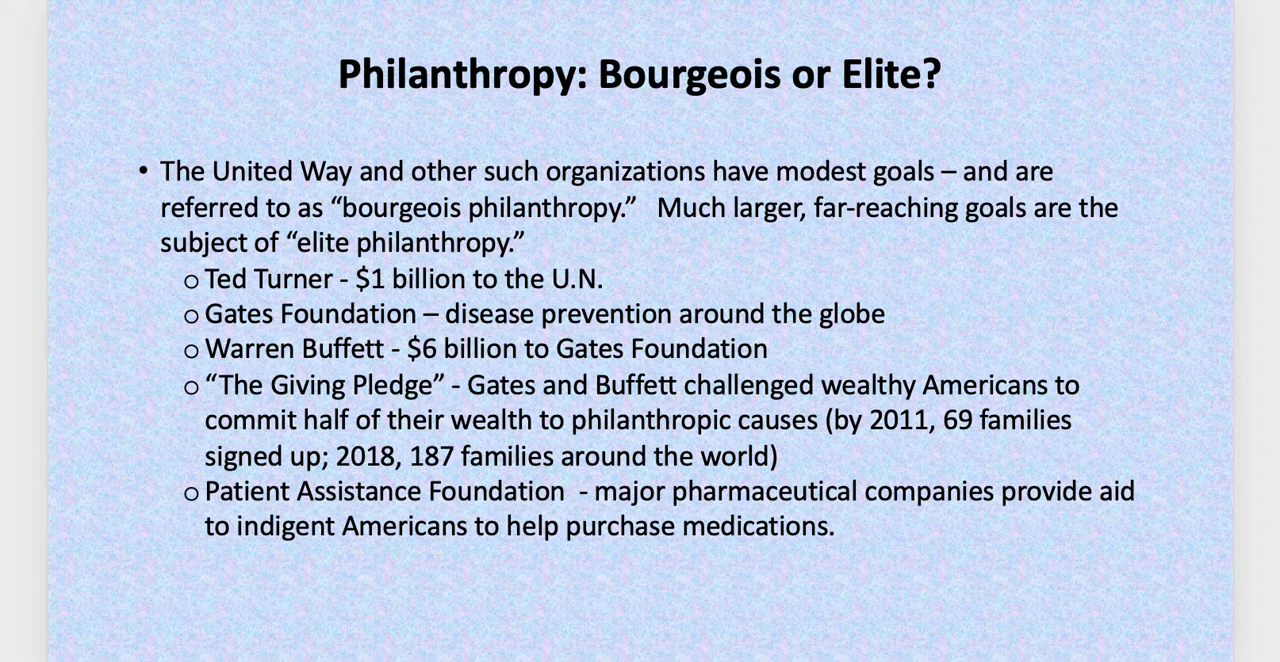 Philanthropy: Bourgeois or Elite?
• The United Way and other such organizations have modest goals – and are
referred to as “bourgeois philanthropy.”   Much larger, far-reaching goals are the
subject of “elite philanthropy.”
o Ted Turner - $1 billion to the U.N.
o Gates Foundation – disease prevention around the globe
o Warren Buffett - $6 billion to Gates Foundation
o “The Giving Pledge” - Gates and Buffett challenged wealthy Americans to
commit half of their wealth to philanthropic causes (by 2011, 69 families
signed up; 2018, 187 families around the world)
o Patient Assistance Foundation  - major pharmaceutical companies provide aid
to indigent Americans to help purchase medications.